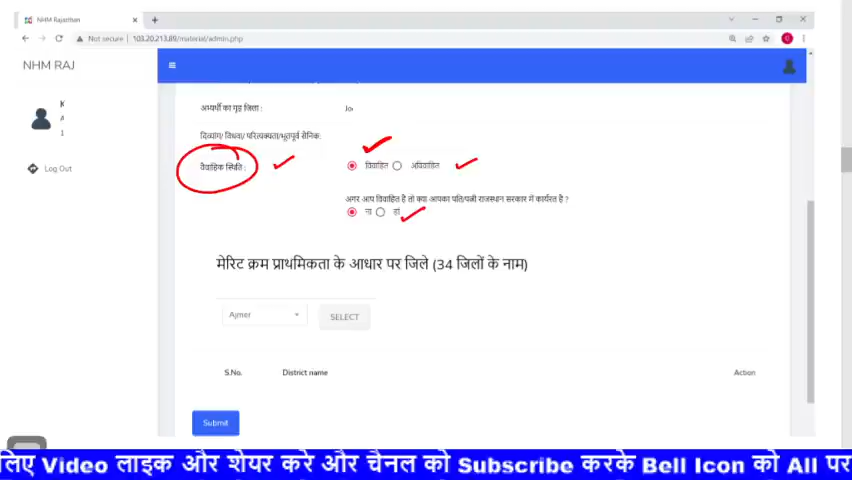 NHM Rajasthan
Not secure | 103.20.213.89/material/admin.php
NHM RAJ
K
A
1
Log Out
अभ्यर्थी का गृह जिला :
Jo
दिव्यांग/ विधवा/ परित्यक्ता/भूतपूर्व सैनिक:
वैवाहिक स्थिति :
विवाहित
अविवाहित
अगर आप विवाहित है तो क्या आपका पति/पत्नी राजस्थान सरकार में कार्यरत है ?
ना
हां
मेरिट क्रम प्राथमिकता के आधार पर जिले (34 जिलों के नाम)
Ajmer
SELECT
S.No.
District name
Action
Submit
लिए Video लाइक और शेयर करे और चैनल को Subscribe करके Bell Icon को All पर